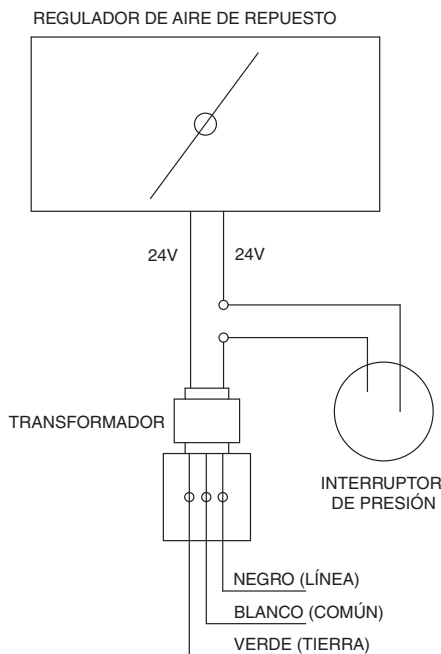 REGULADOR DE AIRE DE REPUESTO
24V
24V
TRANSFORMADOR
INTERRUPTOR
DE PRESIÓN
NEGRO (LÍNEA)
BLANCO (COMÚN)
VERDE (TIERRA)